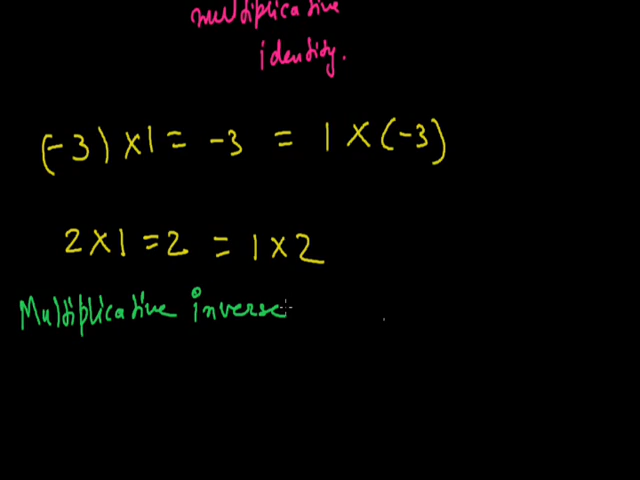 multiplicative
identity.
(-3) × 1 = -3 = 1 × (-3)
2 × 1 = 2 = 1 × 2
Multiplicative inverse